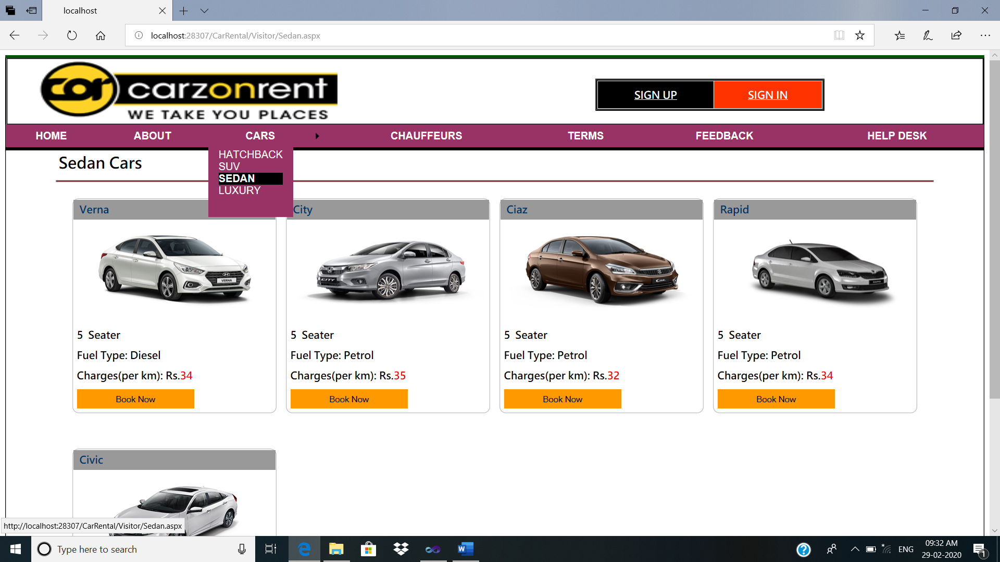 localhost
localhost:28307/CarRental/Visitor/Sedan.aspx
cor carzonrent
WE TAKE YOU PLACES
SIGN UP SIGN IN
HOME ABOUT CARS CHAUFFEURS TERMS FEEDBACK HELP DESK
HATCHBACK
SUV
SEDAN
LUXURY
Sedan Cars
Verna City Ciaz Rapid
VERNA CITY Ciaz RAPID
5 Seater 5 Seater 5 Seater 5 Seater
Fuel Type: Diesel Fuel Type: Petrol Fuel Type: Petrol Fuel Type: Petrol
Charges(per km): Rs.34 Charges(per km): Rs.35 Charges(per km): Rs.32 Charges(per km): Rs.34
Book Now Book Now Book Now Book Now
Civic
http://localhost:28307/CarRental/Visitor/Sedan.aspx
Type here to search
W
ENG
09:32 AM
29-02-2020
1